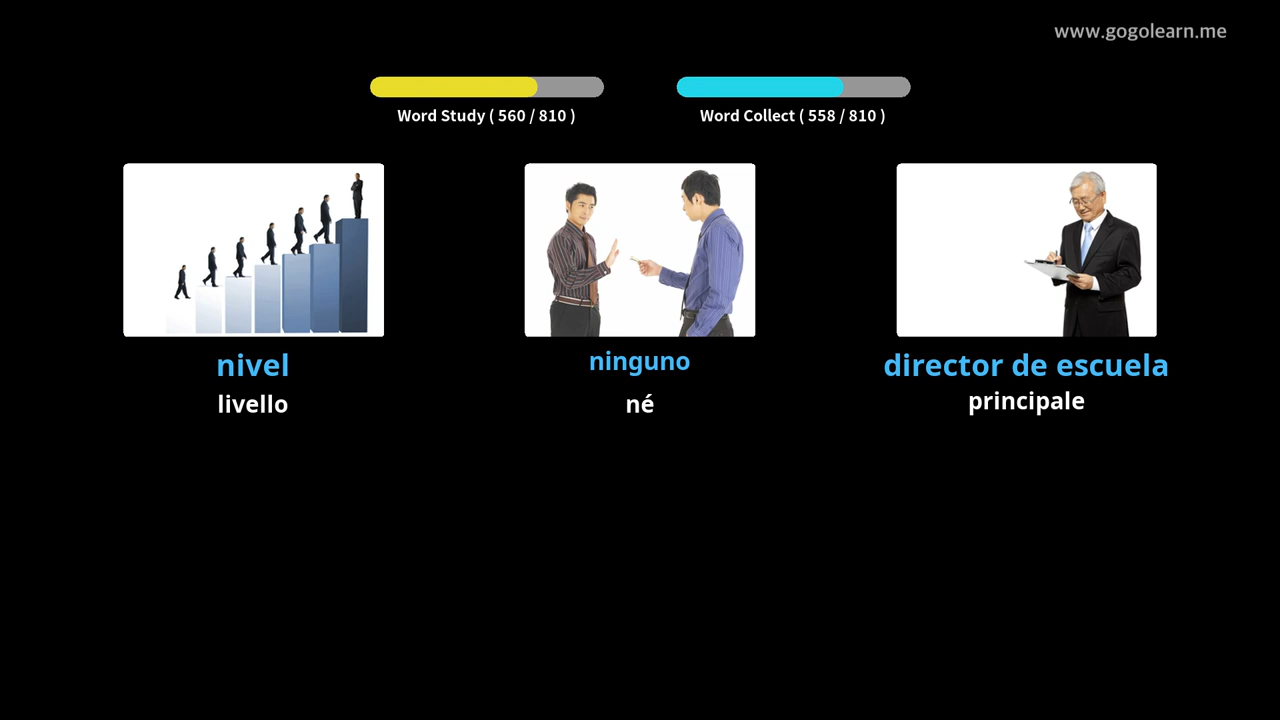 www.gogolearn.me
Word Study ( 560 / 810 )
Word Collect ( 558 / 810 )
nivel
livello
ninguno
né
director de escuela
principale